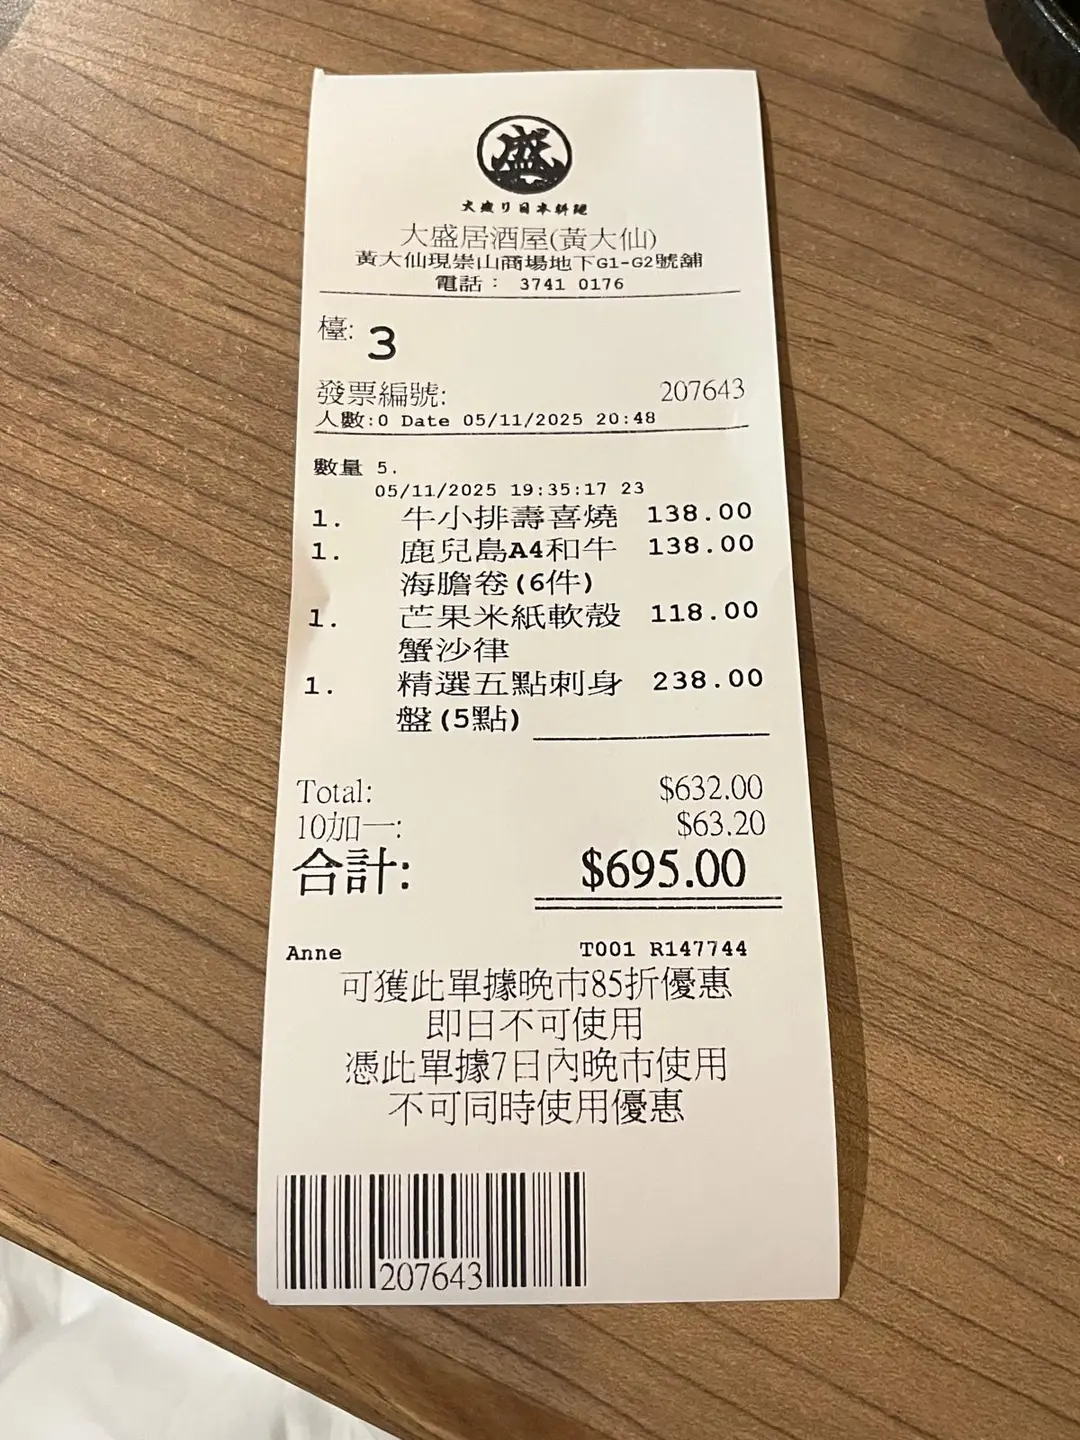 盛
大盛り日本料理
大盛居酒屋(黃大仙)
黃大仙現崇山商場地下G1-G2號舖
電話： 3741 0176
檯: 3
發票編號: 207643
人數:0 Date 05/11/2025 20:48
數量 5.
05/11/2025 19:35:17 23
1. 牛小排壽喜燒 138.00
1. 鹿兒島A4和牛 138.00
海膽卷(6件)
1. 芒果米紙軟殼 118.00
蟹沙律
1. 精選五點刺身 238.00
盤(5點)
Total: $632.00
10加一: $63.20
合計: $695.00
Anne T001 R147744
可獲此單據晚市85折優惠
即日不可使用
憑此單據7日內晚市使用
不可同時使用優惠
207643